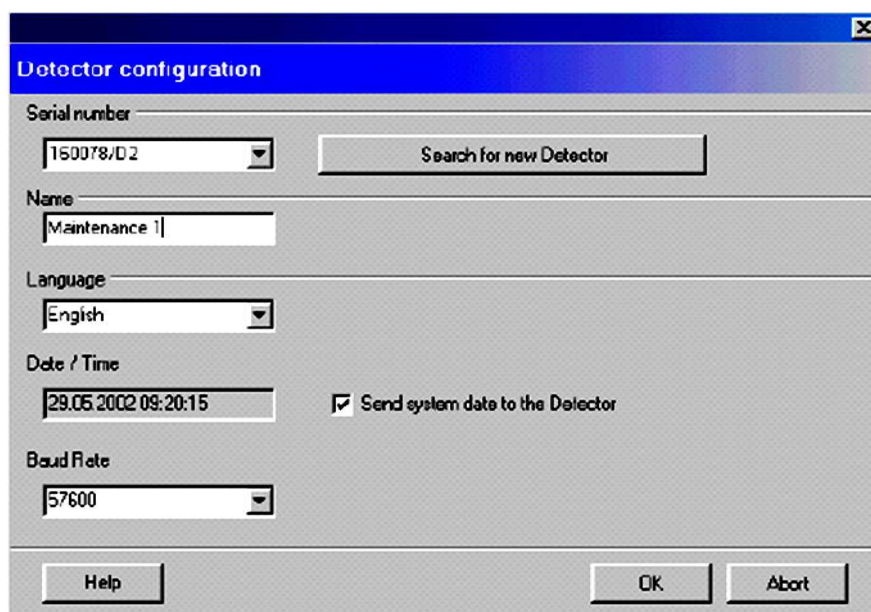 Detector configuration
Serial number
160078/D2
Search for new Detector
Name
Maintenance 1
Language
English
Date / Time
29.05.2002 09:20:15
Send system date to the Detector
Baud Rate
57600
Help
OK
Abort